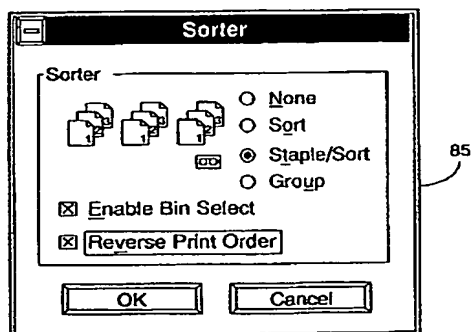 Sorter
Sorter
None
Sort
Staple/Sort
Group
Enable Bin Select
Reverse Print Order
OK
Cancel
85